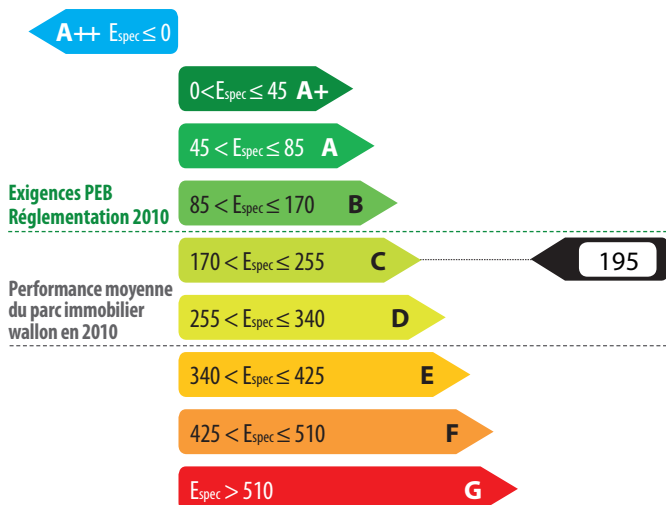 A++ Espec ≤ 0
0<Espec ≤ 45 A+
45 < Espec ≤ 85 A
Exigences PEB
Réglementation 2010
85 < Espec ≤ 170 B
170 < Espec ≤ 255 C
195
Performance moyenne
du parc immobilier
wallon en 2010
255 < Espec ≤ 340 D
340 < Espec ≤ 425 E
425 < Espec ≤ 510 F
Espec > 510 G